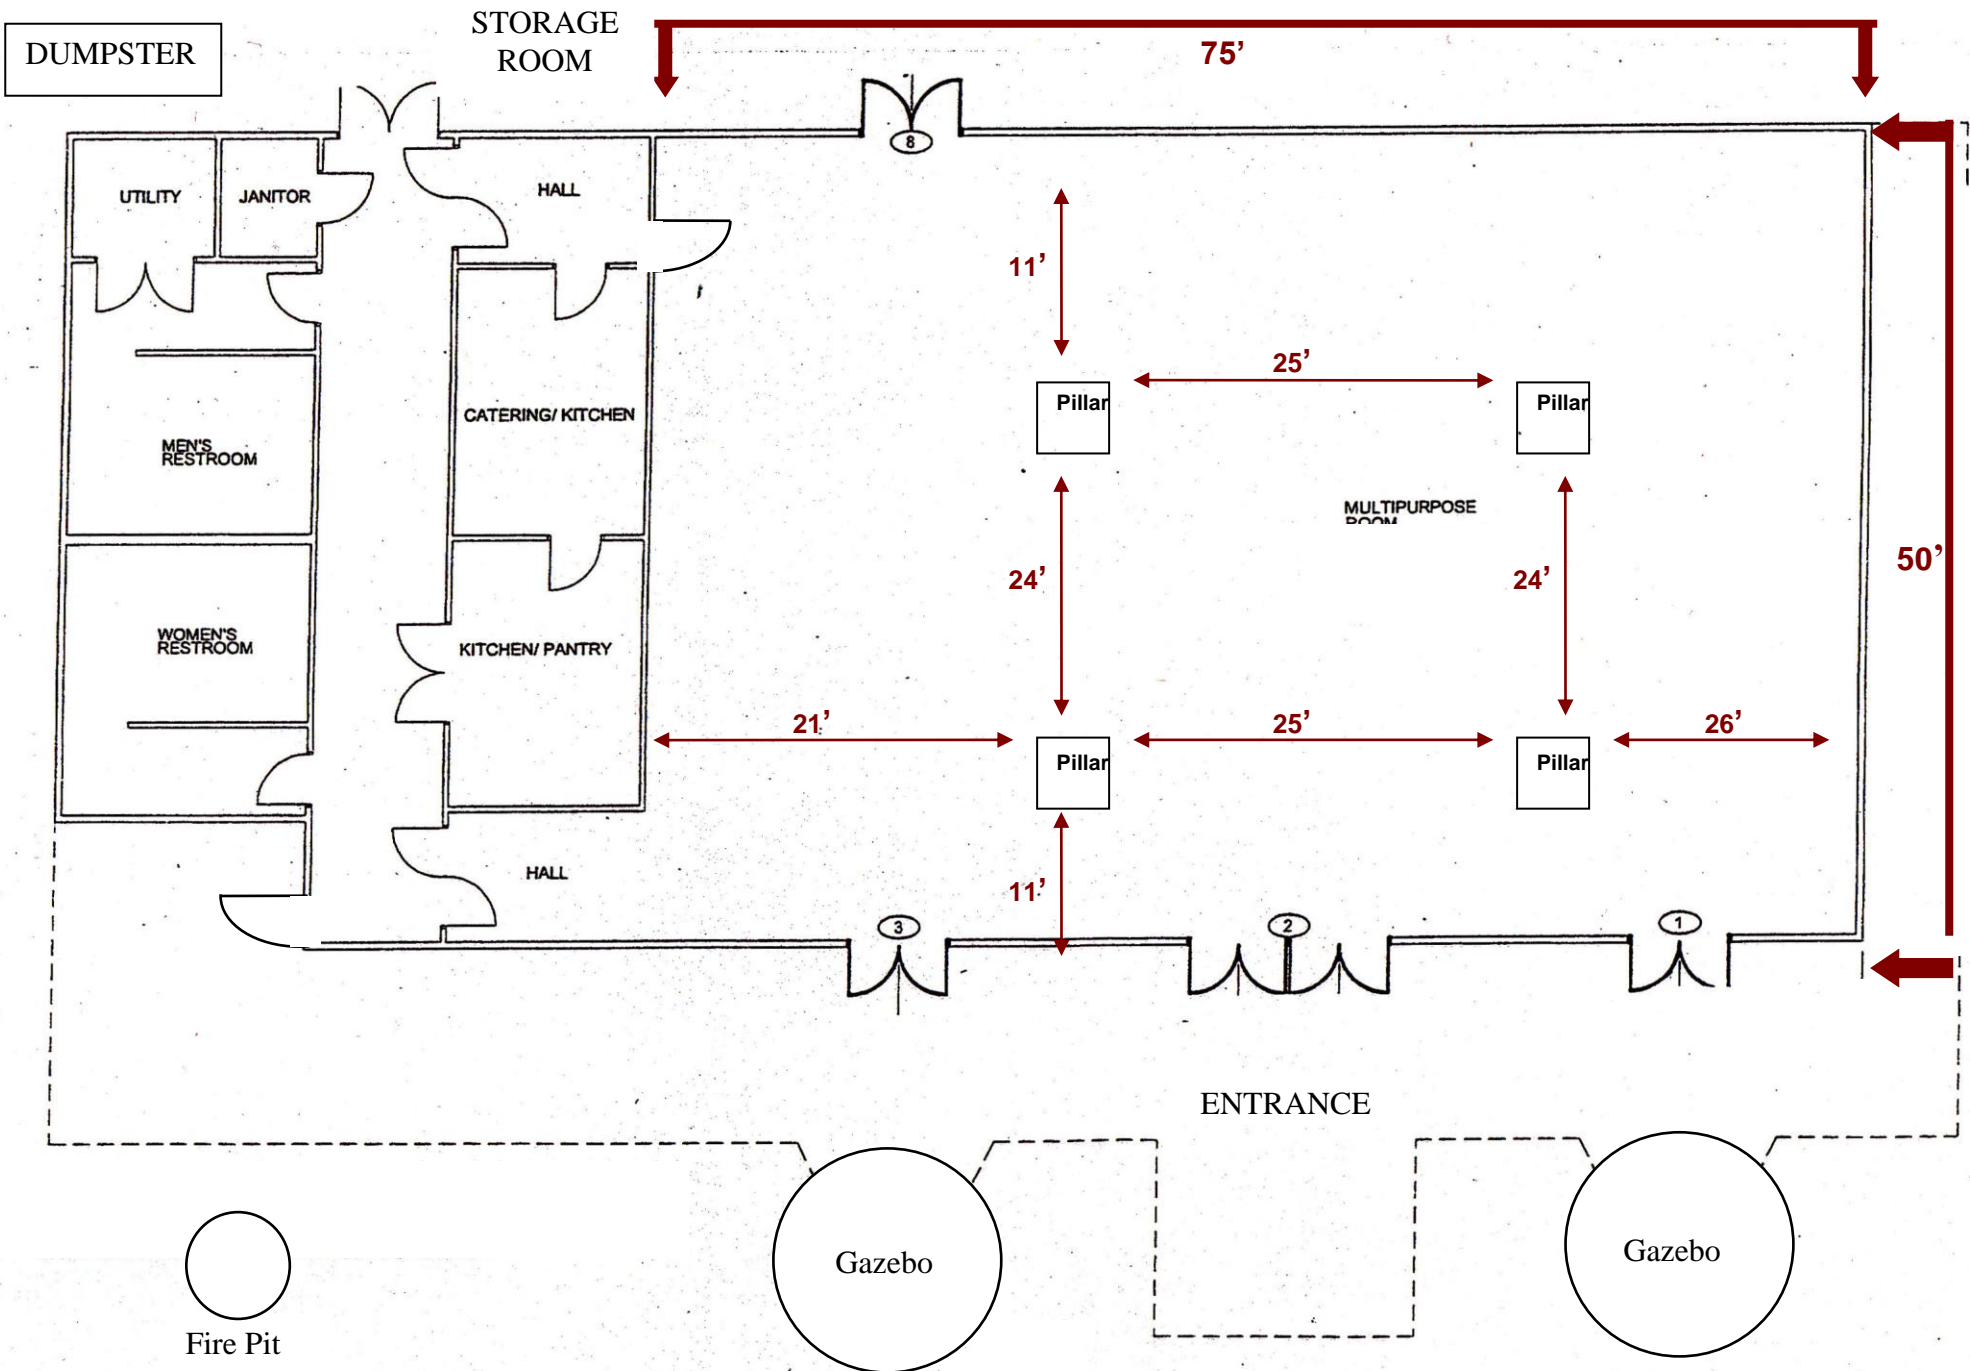 STORAGE
ROOM
DUMPSTER
75’
8
UTILITY
JANITOR
HALL
11’
25’
Pillar
Pillar
CATERING/ KITCHEN
MEN'S
RESTROOM
MULTIPURPOSE
ROOM
50’
24’
24’
WOMEN'S
RESTROOM
KITCHEN/ PANTRY
21’
25’
26’
Pillar
Pillar
HALL
11’
3
2
1
ENTRANCE
Gazebo
Gazebo
Fire Pit